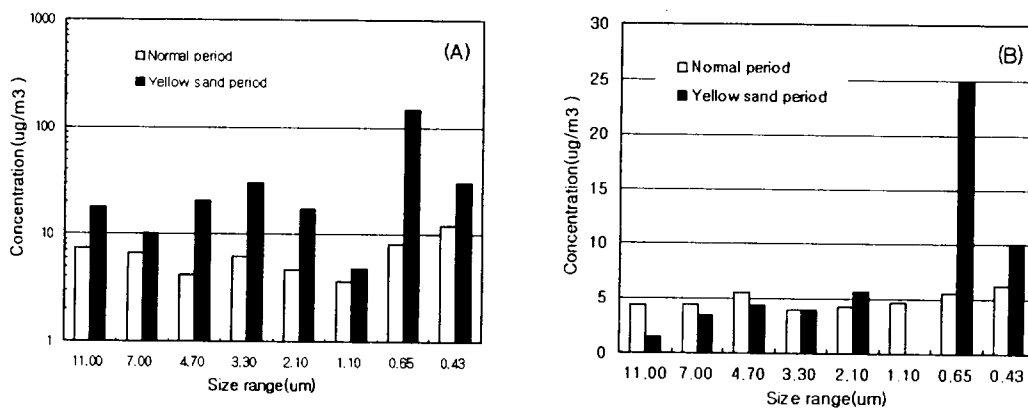 (A)
Concentration(ug/m3)
1000
100
10
1
Normal period
Yellow sand period
11.00 7.00 4.70 3.30 2.10 1.10 0.65 0.43
Size range(um)
(B)
Concentration(ug/m3 )
30
25
20
15
10
5
0
Normal period
Yellow sand period
11.00 7.00 4.70 3.30 2.10 1.10 0.65 0.43
Size range(um)